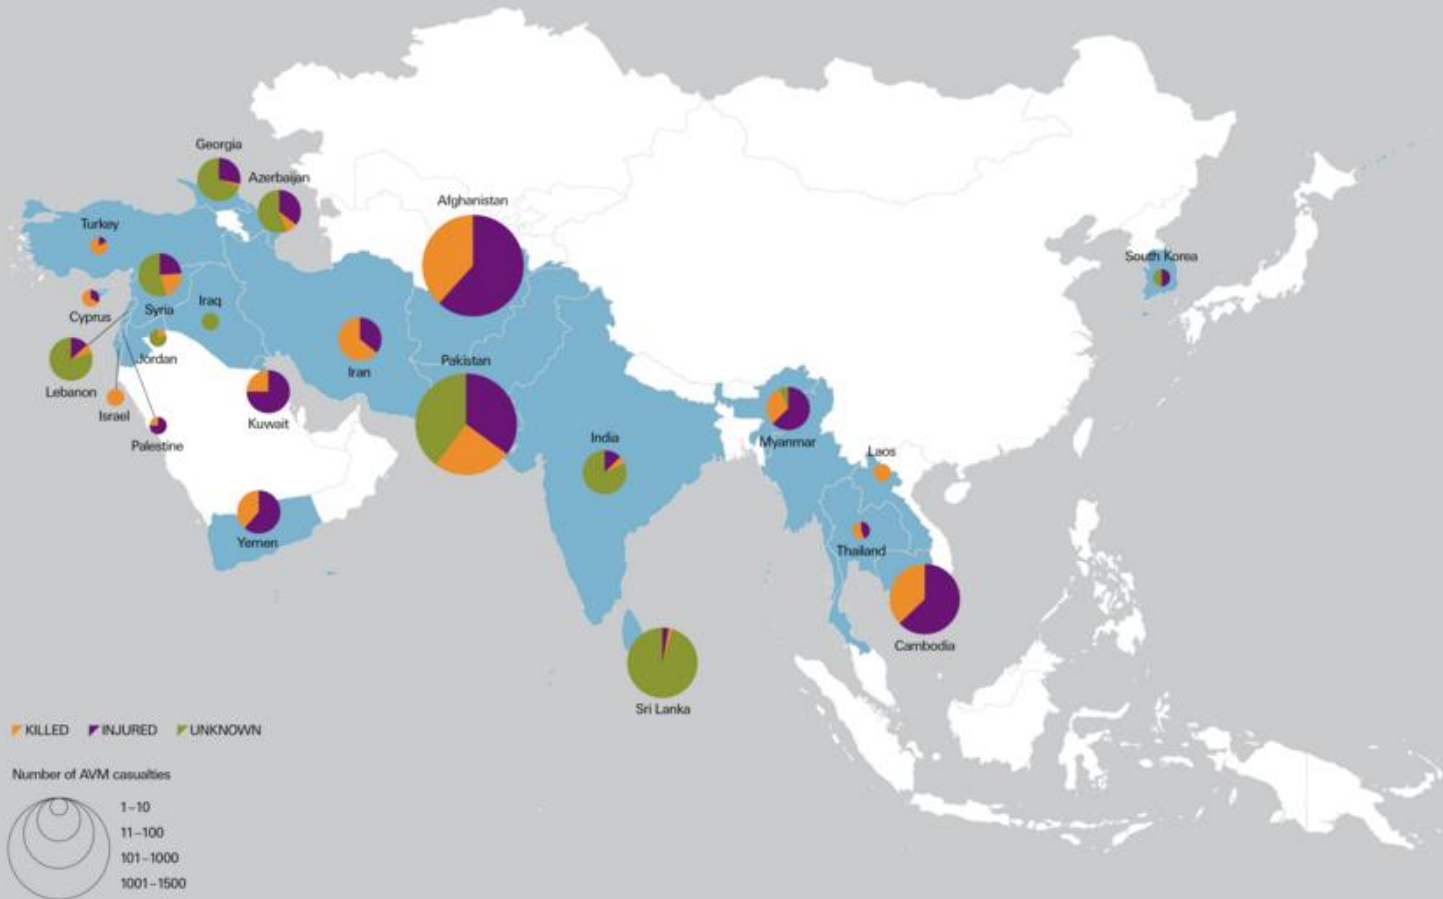 Georgia
Azerbaijan
Afghanistan
Turkey
South Korea
Syria
Iraq
Cyprus
Jordan
Pakistan
Iran
Lebanon
Israel
Kuwait
Palestine
India
Myanmar
Laos
Yemen
Thailand
Cambodia
Sri Lanka
KILLED INJURED UNKNOWN
Number of AVM casualties
1–10
11–100
101–1000
1001–1500